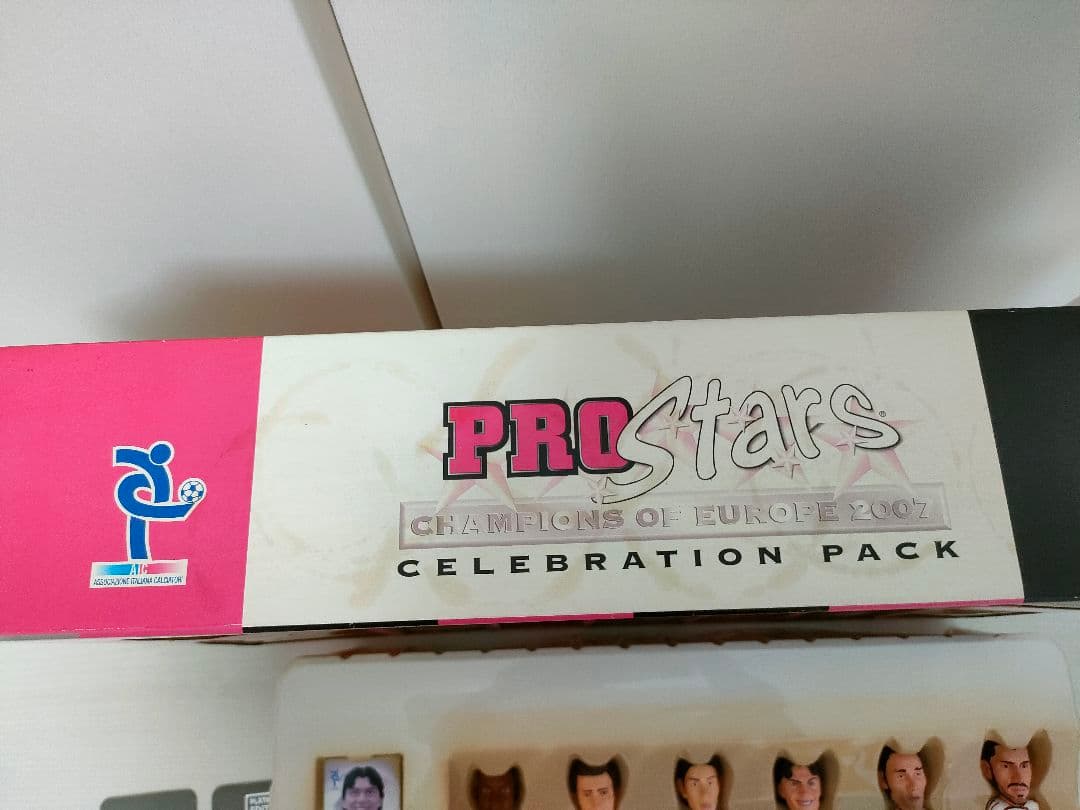 PROStars®
CHAMPIONS OF EUROPE 2007
CELEBRATION PACK
AIC
ASSOCIAZIONE ITALIANA CALCIATORI